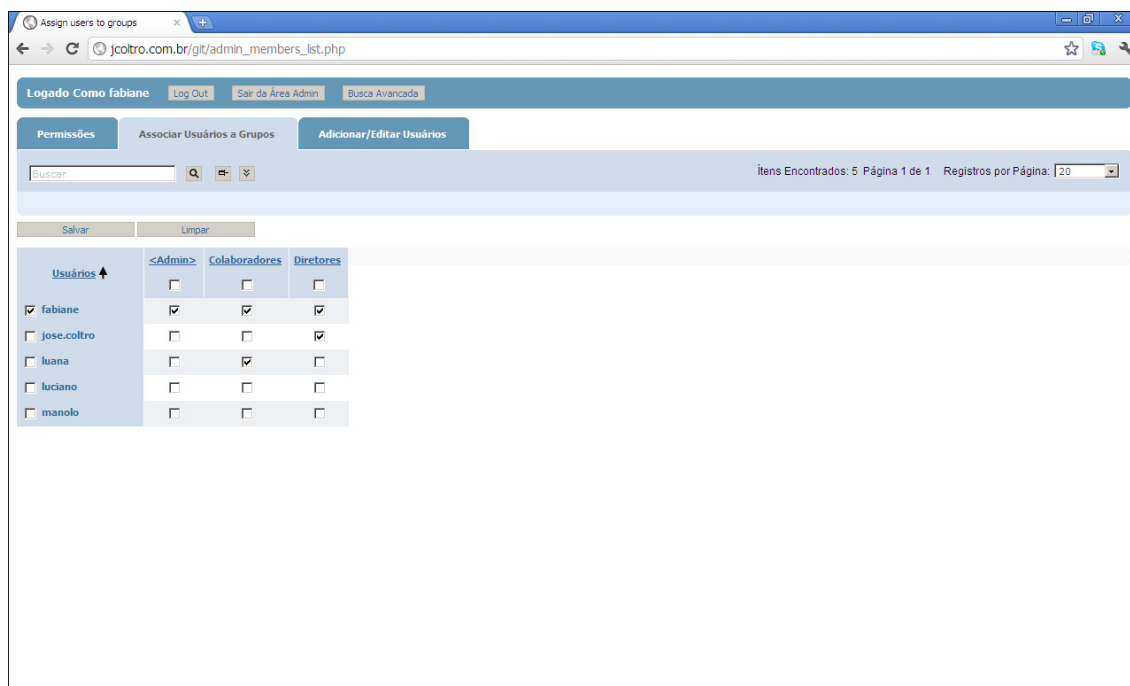 Assign users to groups
jcoltro.com.br/git/admin_members_list.php
Logado Como fabiane Log Out Sair da Área Admin Busca Avancada
Permissões Associar Usuários a Grupos Adicionar/Editar Usuários
Buscar Ítens Encontrados: 5 Página 1 de 1 Registros por Página: 20
Salvar Limpar
Usuários <Admin> Colaboradores Diretores
fabiane
jose.coltro
luana
luciano
manolo